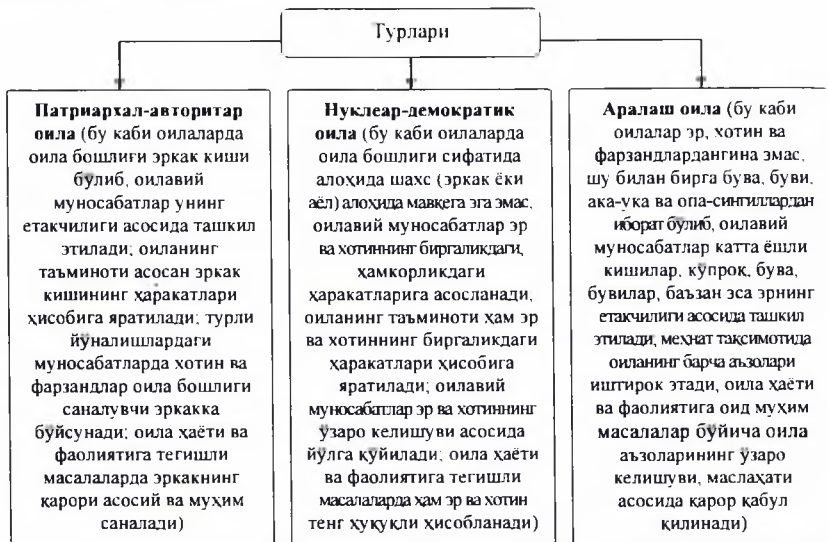 Турлари
Патриархал-авторитар
оила (бу каби оилаларда
оила бошлиғи эркак киши
бўлиб, оилавий
муносабатлар унинг
етакчилиги асосида ташкил
этилади; оиланинг
таъминоти асосан эркак
кишининг ҳаракатлари
ҳисобига яратилади; турли
йўналишлардаги
муносабатларда хотин ва
фарзандлар оила бошлиғи
саналувчи эркакка
бўйсунади; оила ҳаёти ва
фаолиятига тегишли
масалаларда эркакнинг
қарори асосий ва муҳим
саналади)
Нуклеар-демократик
оила (бу каби оилаларда
оила бошлиғи сифатида
алоҳида шахс (эркак ёки
аёл) алоҳида мавқега эга эмас,
оилавий муносабатлар эр
ва хотиннинг биргаликдаги,
ҳамкорликдаги
ҳаракатларига асосланади,
оиланинг таъминоти ҳам эр
ва хотиннинг биргаликдаги
ҳаракатлари ҳисобига
яратилади; оилавий
муносабатлар эр ва хотиннинг
ўзаро келишуви асосида
йўлга қўйилади; оила ҳаёти
ва фаолиятига тегишли
масалаларда ҳам эр ва хотин
тенг ҳуқуқли ҳисобланади)
Аралаш оила (бу каби
оилалар эр, хотин ва
фарзандлардангина эмас,
шу билан бирга бува, буви,
ака-ука ва опа-сингиллардан
иборат бўлиб, оилавий
муносабатлар катта ёшли
кишилар, кўпроқ, бува,
бувилар, баъзан эса эрнинг
етакчилиги асосида ташкил
этилади; меҳнат тақсимотида
оиланинг барча аъзолари
иштирок этади, оила ҳаёти
ва фаолиятига оид муҳим
масалалар бўйича оила
аъзоларининг ўзаро
келишуви, маслаҳати
асосида қарор қабул
қилинади)